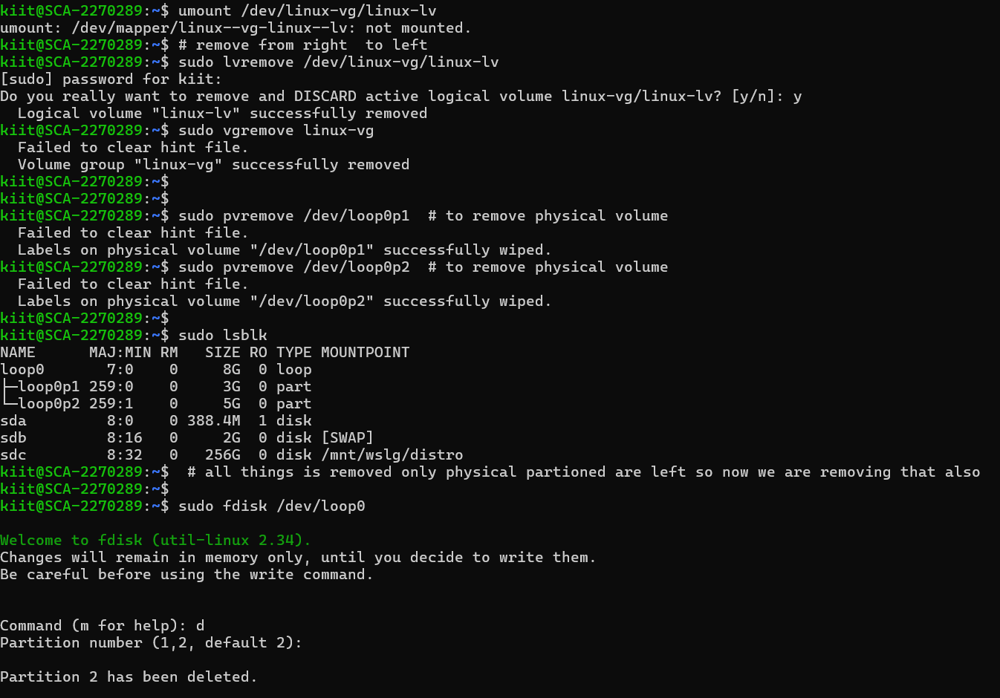 kiit@SCA-2270289:~$ umount /dev/linux-vg/linux-lv
umount: /dev/mapper/linux--vg-linux--lv: not mounted.
kiit@SCA-2270289:~$ # remove from right  to left
kiit@SCA-2270289:~$ sudo lvremove /dev/linux-vg/linux-lv
[sudo] password for kiit:
Do you really want to remove and DISCARD active logical volume linux-vg/linux-lv? [y/n]: y
  Logical volume "linux-lv" successfully removed
kiit@SCA-2270289:~$ sudo vgremove linux-vg
  Failed to clear hint file.
  Volume group "linux-vg" successfully removed
kiit@SCA-2270289:~$
kiit@SCA-2270289:~$
kiit@SCA-2270289:~$ sudo pvremove /dev/loop0p1  # to remove physical volume
  Failed to clear hint file.
  Labels on physical volume "/dev/loop0p1" successfully wiped.
kiit@SCA-2270289:~$ sudo pvremove /dev/loop0p2  # to remove physical volume
  Failed to clear hint file.
  Labels on physical volume "/dev/loop0p2" successfully wiped.
kiit@SCA-2270289:~$
kiit@SCA-2270289:~$ sudo lsblk
NAME      MAJ:MIN RM   SIZE RO TYPE MOUNTPOINT
loop0       7:0    0     8G  0 loop
├─loop0p1 259:0    0     3G  0 part
└─loop0p2 259:1    0     5G  0 part
sda         8:0    0 388.4M  1 disk
sdb         8:16   0     2G  0 disk [SWAP]
sdc         8:32   0   256G  0 disk /mnt/wslg/distro
kiit@SCA-2270289:~$  # all things is removed only physical partioned are left so now we are removing that also
kiit@SCA-2270289:~$
kiit@SCA-2270289:~$ sudo fdisk /dev/loop0
Welcome to fdisk (util-linux 2.34).
Changes will remain in memory only, until you decide to write them.
Be careful before using the write command.
Command (m for help): d
Partition number (1,2, default 2):
Partition 2 has been deleted.